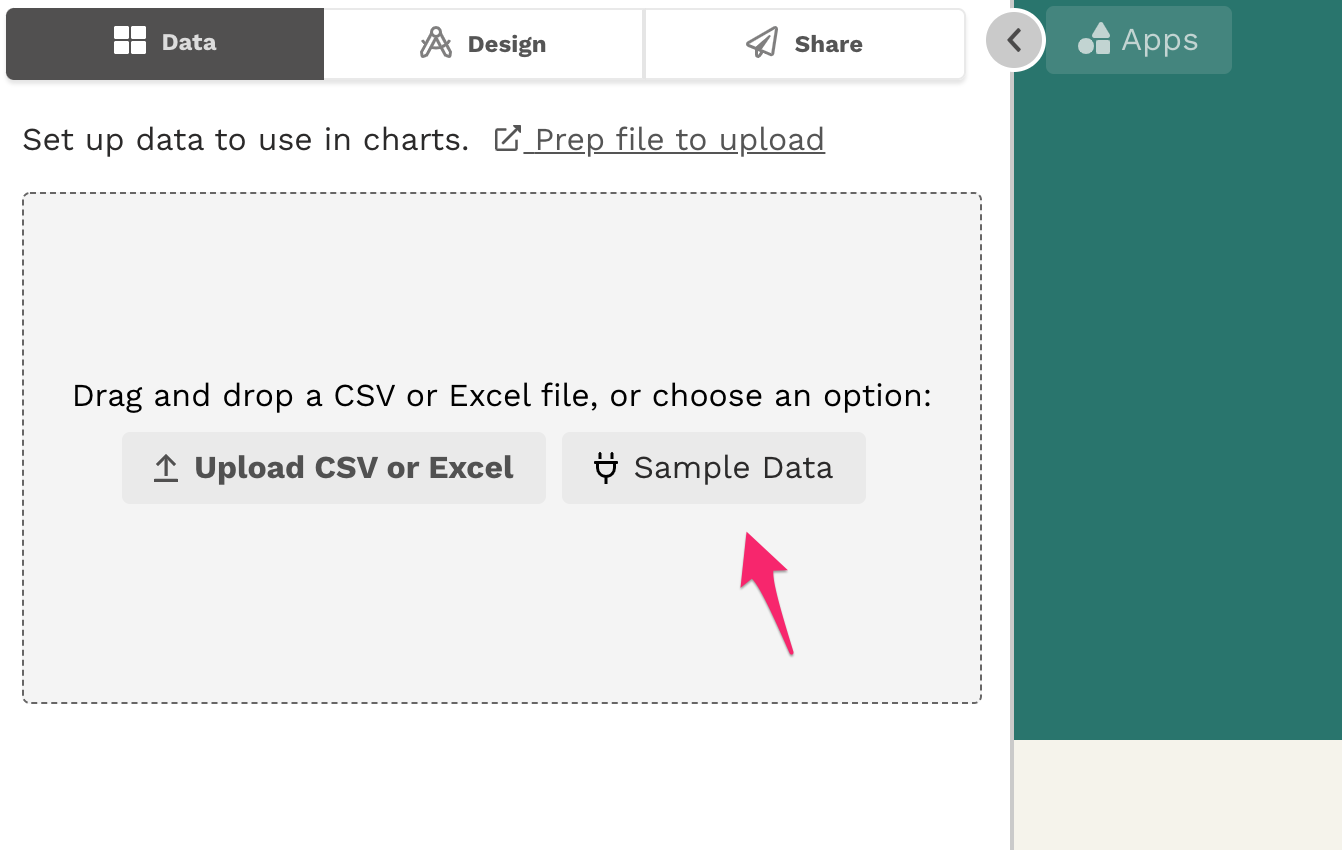 Data
Design
Share
Apps
Set up data to use in charts. Prep file to upload
Drag and drop a CSV or Excel file, or choose an option:
Upload CSV or Excel
Sample Data